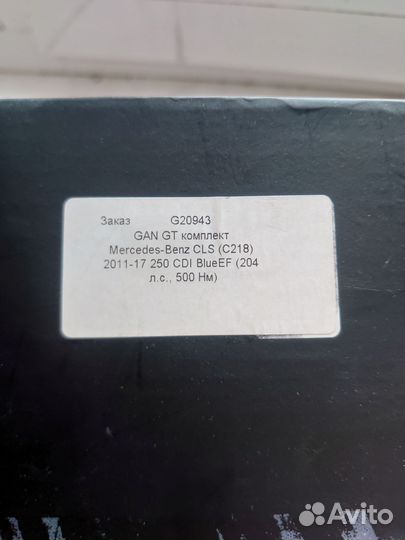 Заказ G20943
GAN GT комплект
Mercedes-Benz CLS (C218)
2011-17 250 CDI BlueEF (204
л.с., 500 Нм)
Avito